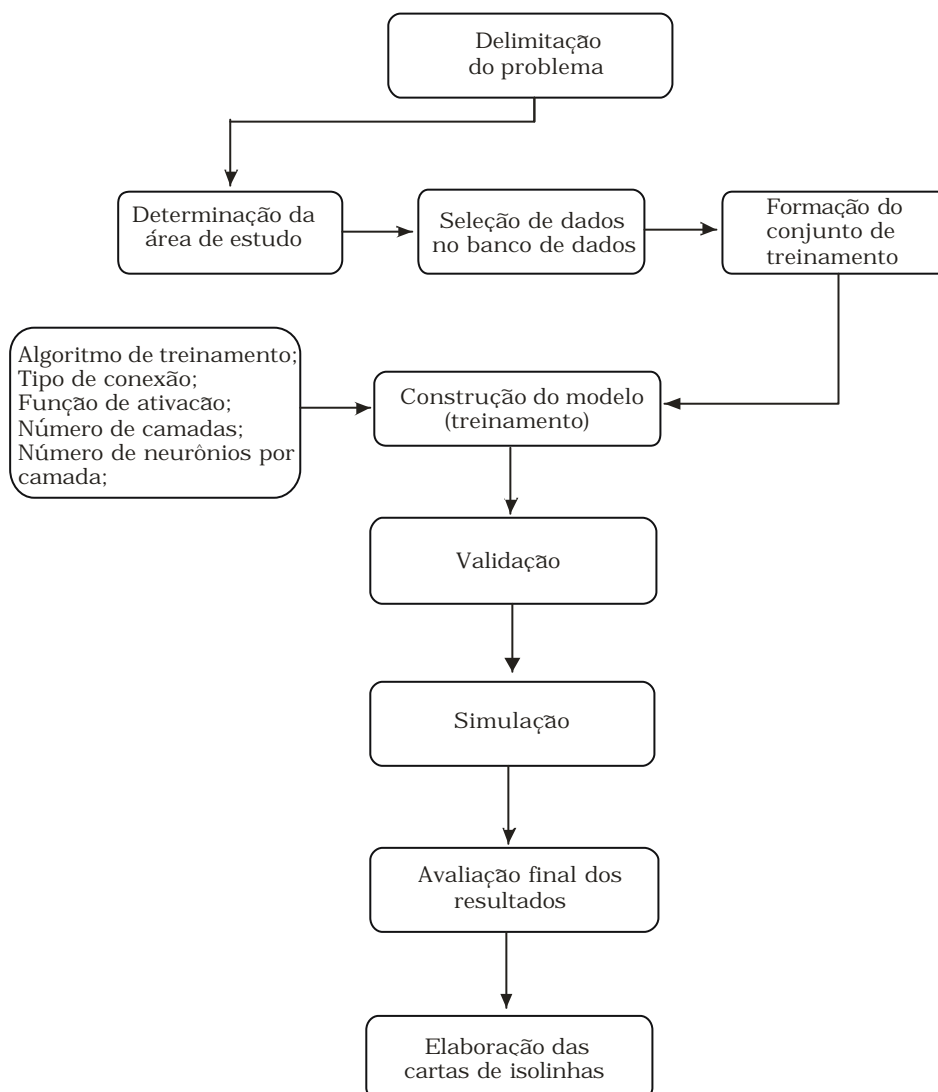 Delimitação
do problema
Determinação da
área de estudo
Seleção de dados
no banco de dados
Formação do
conjunto de
treinamento
Algoritmo de treinamento;
Tipo de conexão;
Função de ativacão;
Número de camadas;
Número de neurônios por
camada;
Construção do modelo
(treinamento)
Validação
Simulação
Avaliação final dos
resultados
Elaboração das
cartas de isolinhas